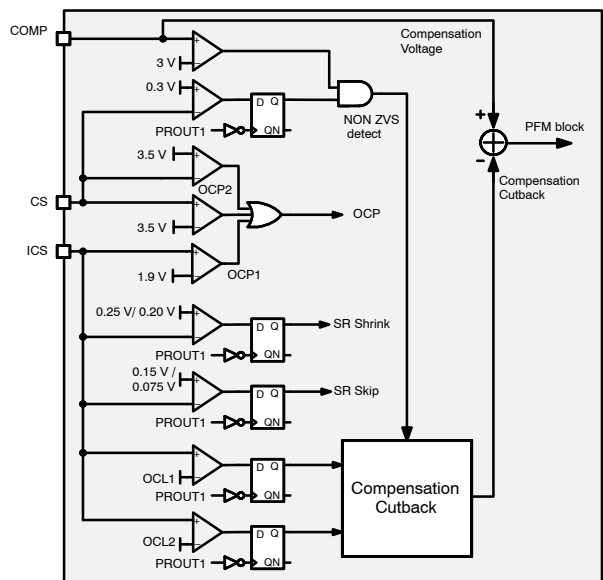 COMP
Compensation
Voltage
3 V
0.3 V
D Q
QN
PROUT1
NON ZVS
detect
+
−
PFM block
Compensation
Cutback
3.5 V
OCP2
CS
3.5 V
OCP
ICS
1.9 V
OCP1
0.25 V/ 0.20 V
D Q
QN
SR Shrink
PROUT1
0.15 V /
0.075 V
D Q
QN
SR Skip
PROUT1
OCL1
D Q
QN
PROUT1
Compensation
Cutback
OCL2
D Q
QN
PROUT1